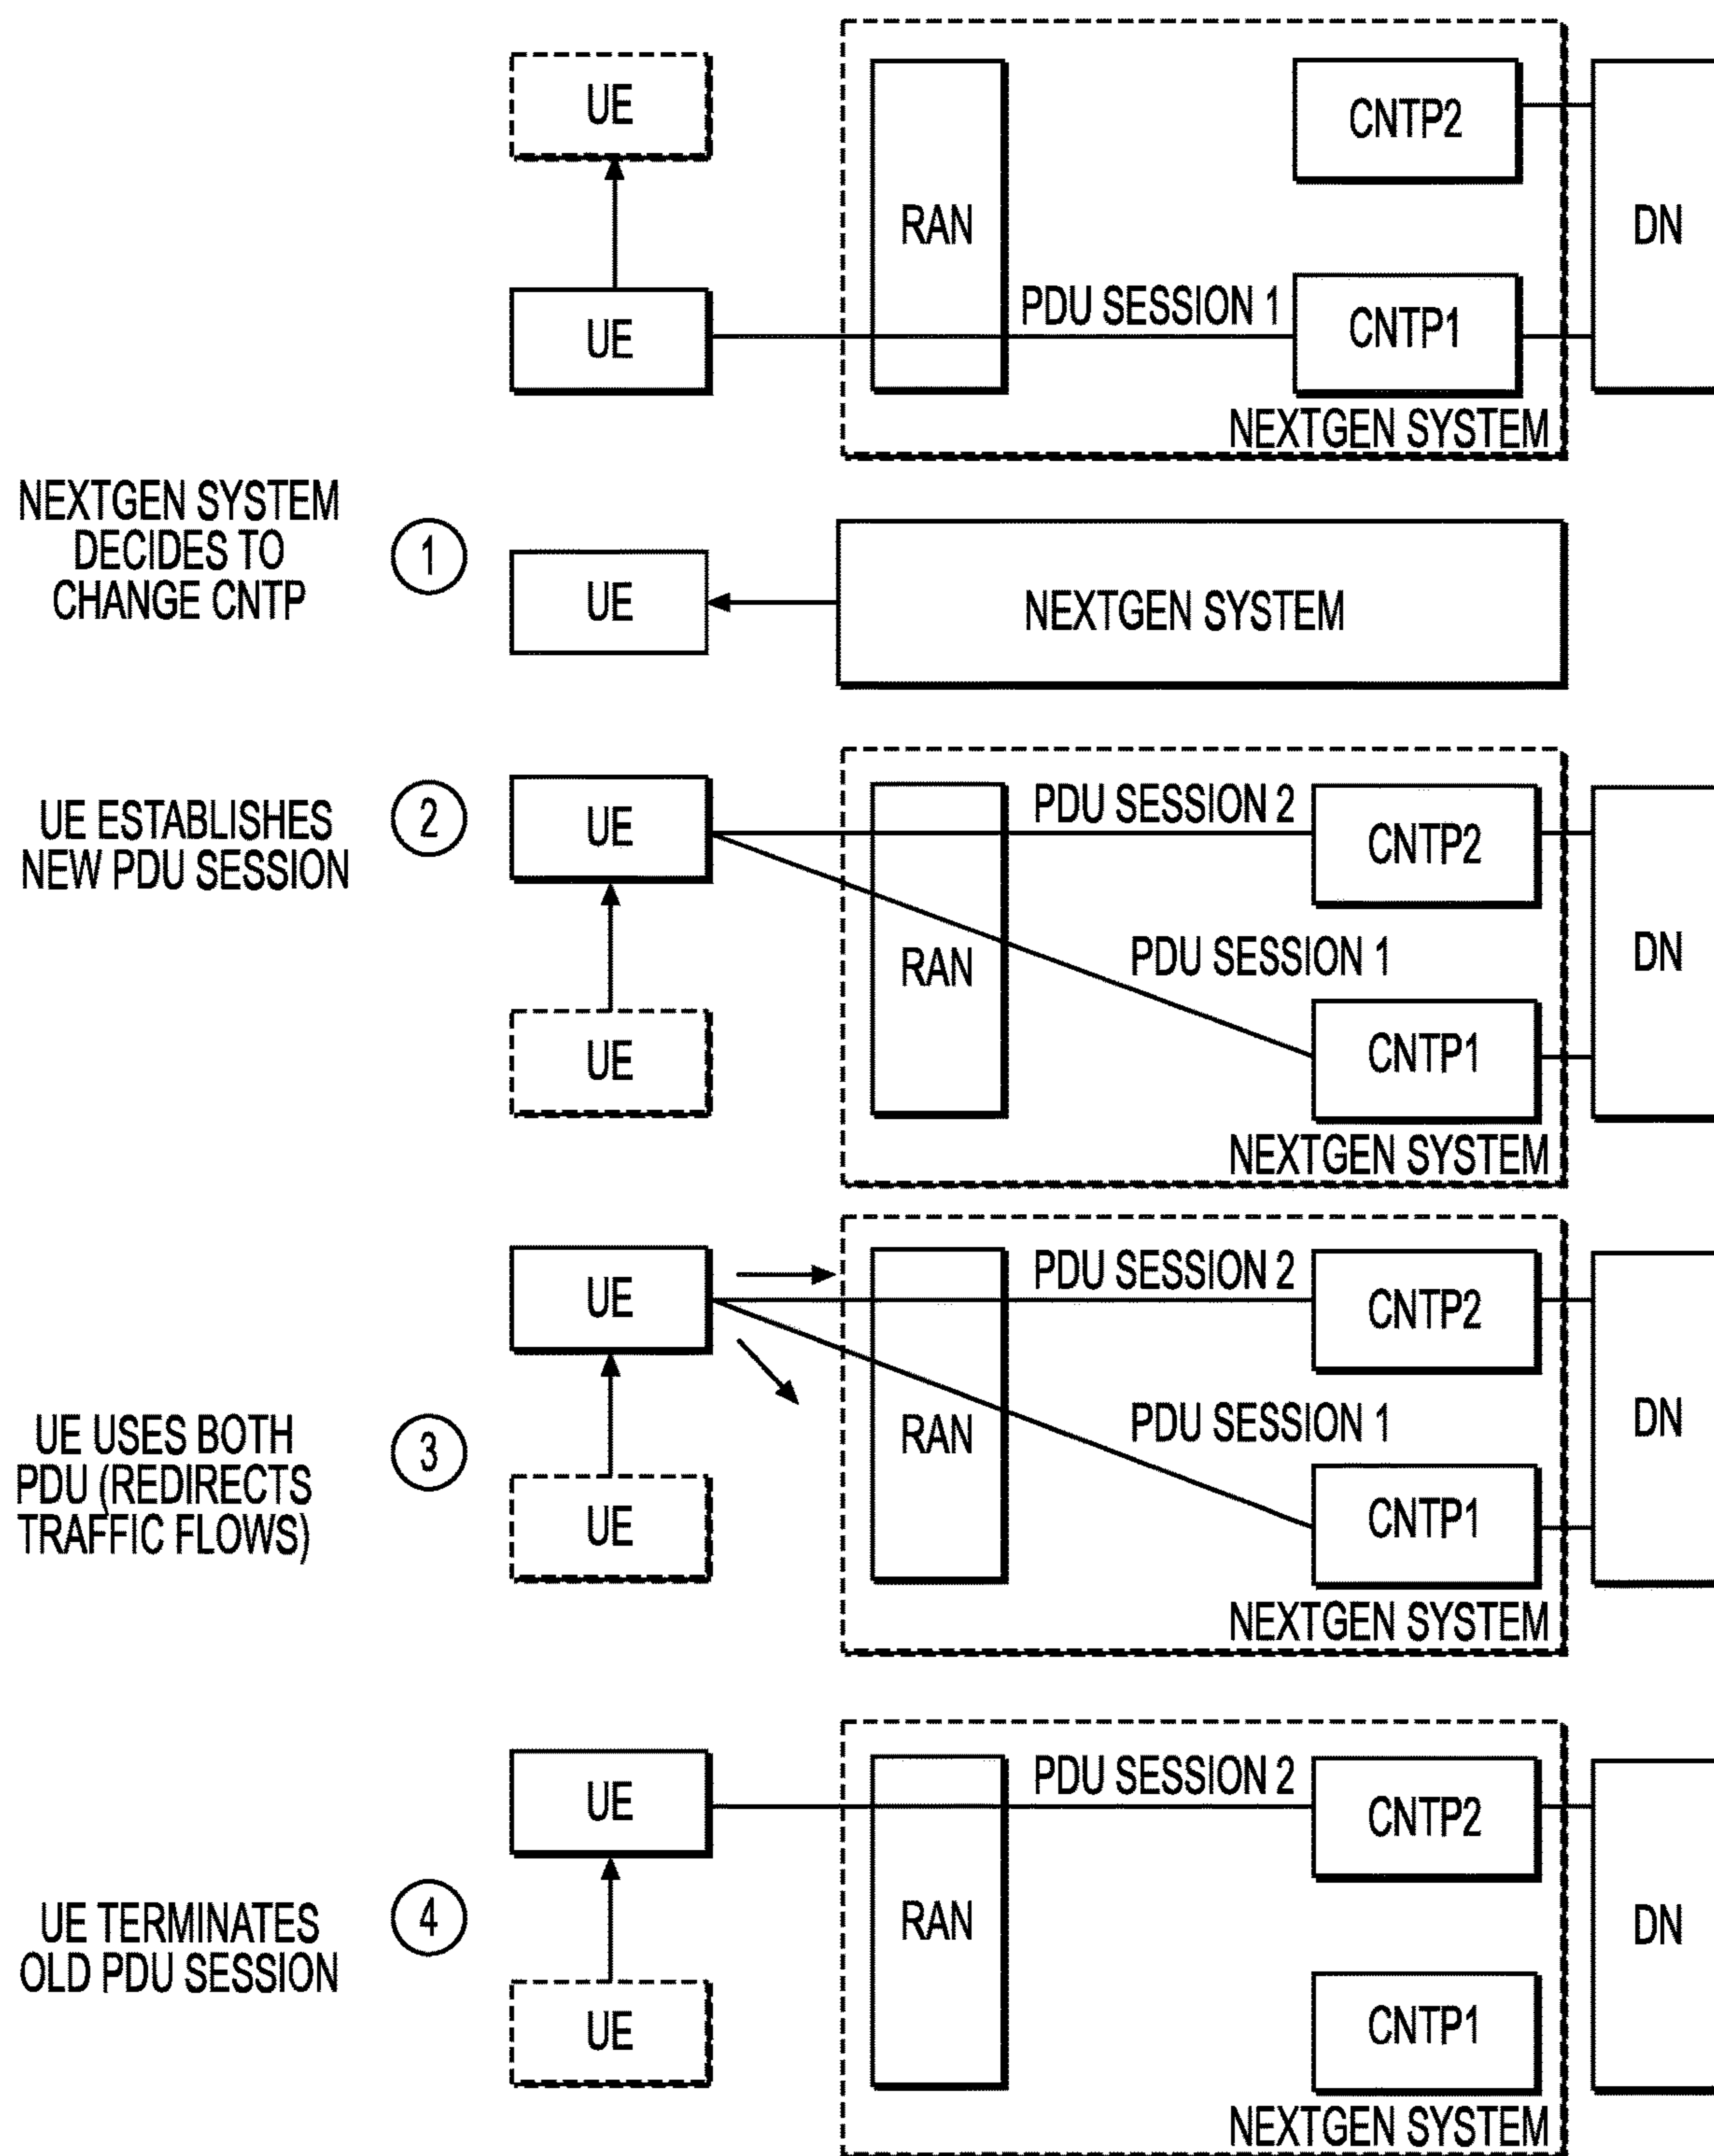 UE
CNTP2
RAN
DN
UE
PDU SESSION 1
CNTP1
NEXTGEN SYSTEM
NEXTGEN SYSTEM
DECIDES TO
CHANGE CNTP
1
UE
NEXTGEN SYSTEM
UE ESTABLISHES
NEW PDU SESSION
2
UE
PDU SESSION 2
CNTP2
RAN
PDU SESSION 1
DN
UE
CNTP1
NEXTGEN SYSTEM
UE
PDU SESSION 2
CNTP2
UE USES BOTH
PDU (REDIRECTS
TRAFFIC FLOWS)
3
RAN
PDU SESSION 1
DN
UE
CNTP1
NEXTGEN SYSTEM
UE
PDU SESSION 2
CNTP2
UE TERMINATES
OLD PDU SESSION
4
RAN
DN
UE
CNTP1
NEXTGEN SYSTEM